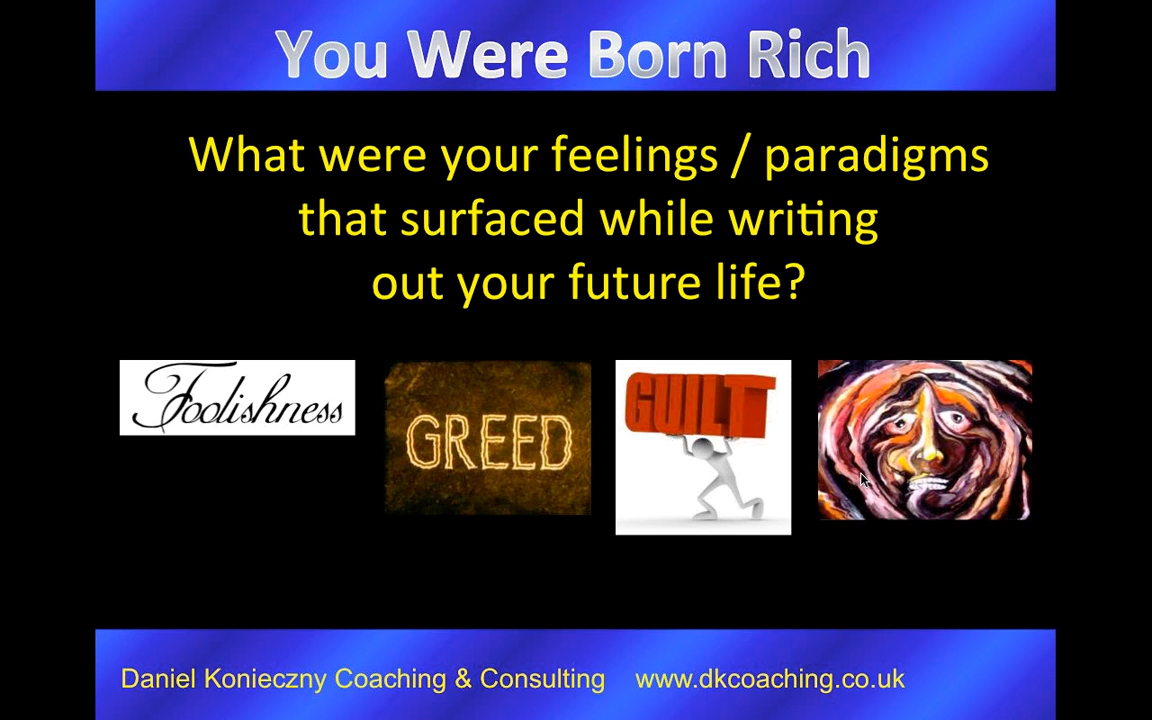 You Were Born Rich
What were your feelings / paradigms
that surfaced while writing
out your future life?
Foolishness
GREED
GUILT
Daniel Konieczny Coaching & Consulting www.dkcoaching.co.uk